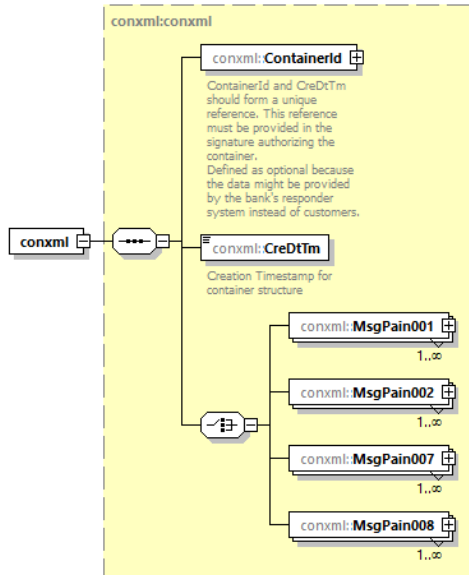 conxml:conxml
conxml::ContainerId
ContainerId and CreDtTm
should form a unique
reference. This reference
must be provided in the
signature authorizing the
container.
Defined as optional because
the data might be provided
by the bank's responder
system instead of customers.
conxml
conxml::CreDtTm
Creation Timestamp for
container structure
conxml::MsgPain001
1..∞
conxml::MsgPain002
1..∞
conxml::MsgPain007
1..∞
conxml::MsgPain008
1..∞